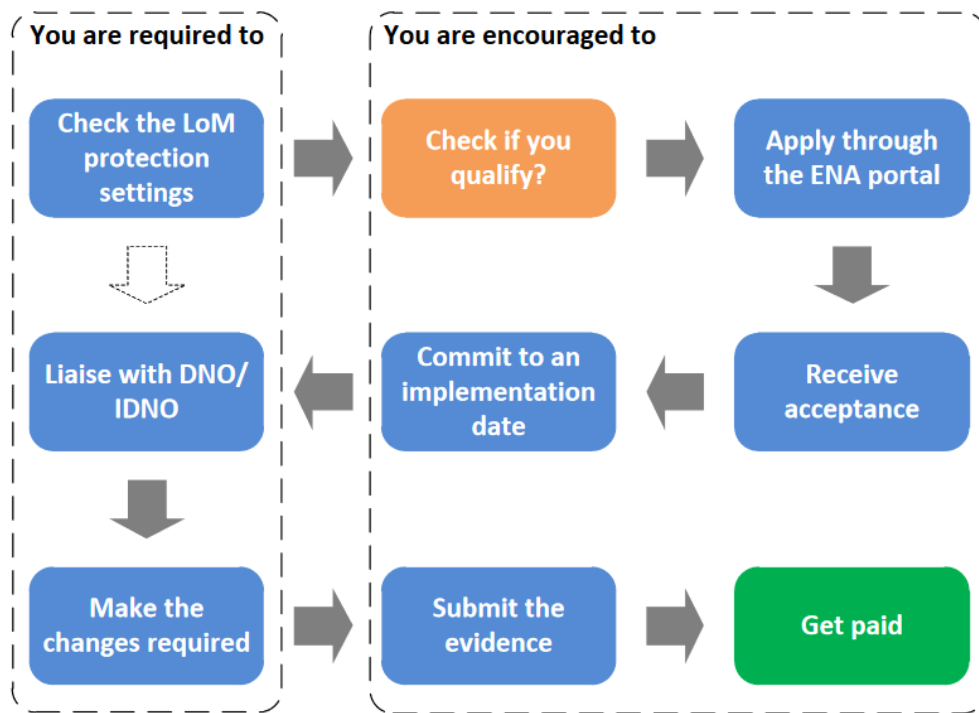 You are required to
You are encouraged to
Check the LoM
protection
settings
Check if you
qualify?
Apply through
the ENA portal
Liaise with DNO/
IDNO
Commit to an
implementation
date
Receive
acceptance
Make the
changes required
Submit the
evidence
Get paid